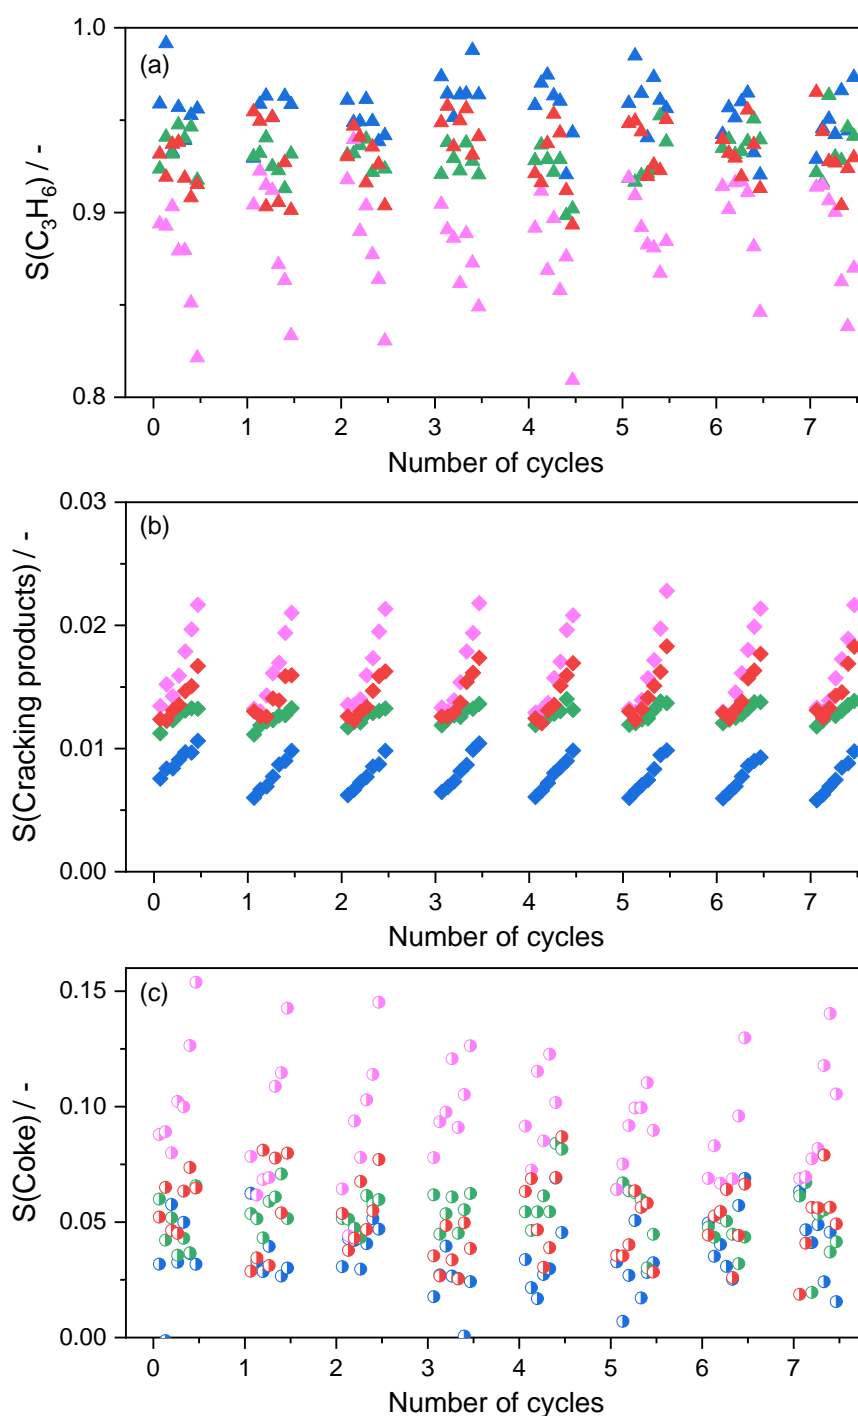 (a)
S(C₃H₆) / -
1.0
0.9
0.8
0 1 2 3 4 5 6 7
Number of cycles
(b)
S(Cracking products) / -
0.03
0.02
0.01
0.00
0 1 2 3 4 5 6 7
Number of cycles
(c)
S(Coke) / -
0.15
0.10
0.05
0.00
0 1 2 3 4 5 6 7
Number of cycles